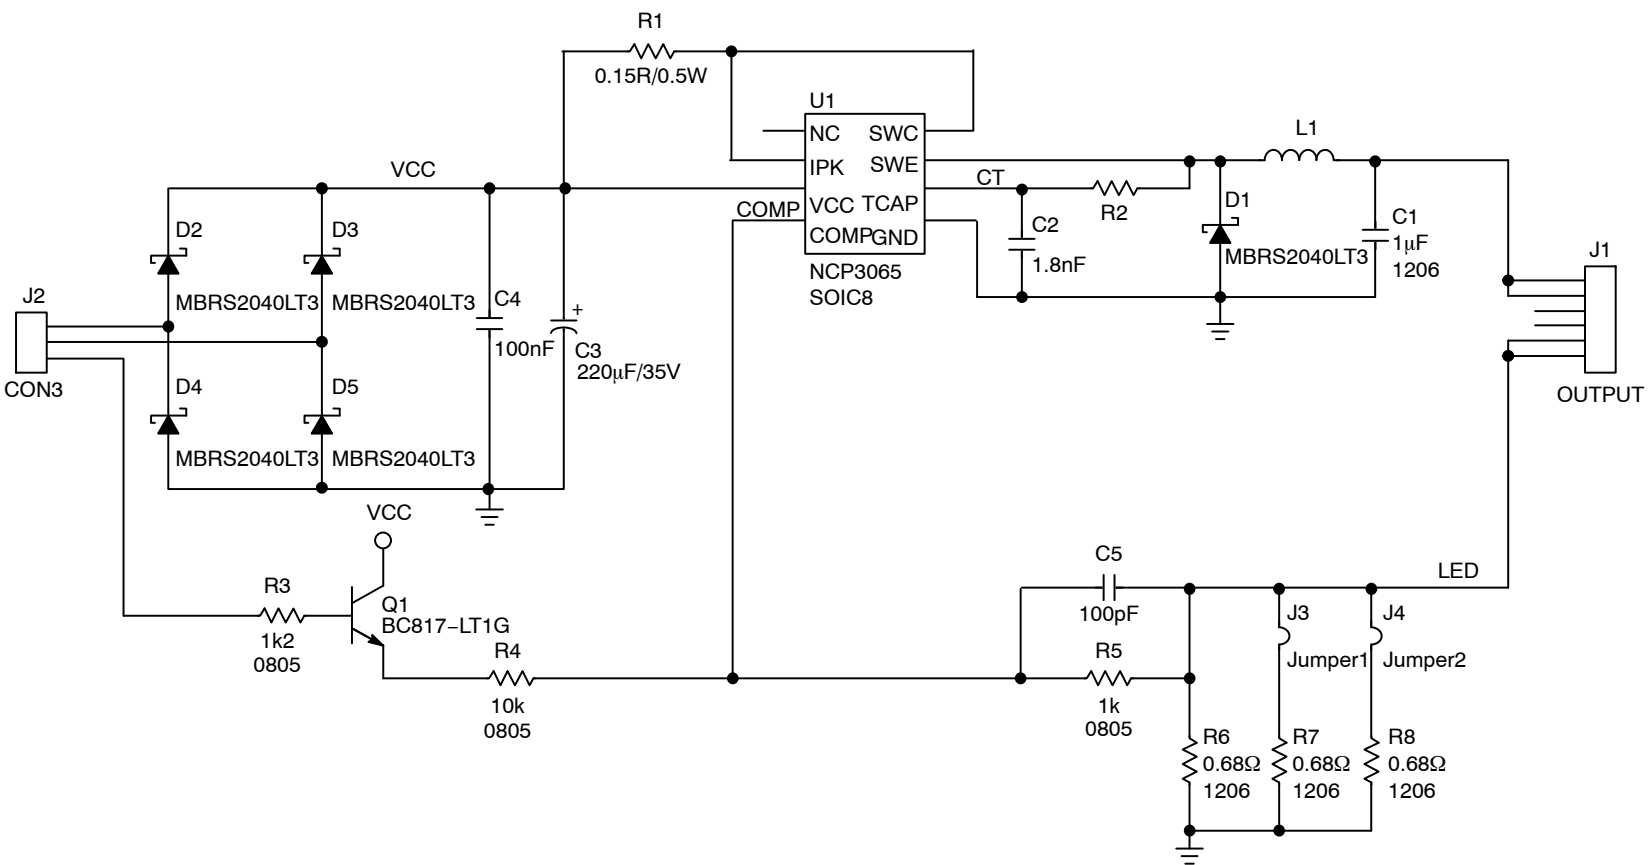 R1
0.15R/0.5W
U1
NC
SWC
IPK
SWE
VCC
TCAP
COMP
GND
NCP3065
SOIC8
VCC
COMP
CT
R2
C2
1.8nF
D1
MBRS2040LT3
L1
C1
1μF
1206
J1
OUTPUT
D2
MBRS2040LT3
D3
MBRS2040LT3
J2
CON3
C4
100nF
+
C3
220μF/35V
D4
MBRS2040LT3
D5
MBRS2040LT3
VCC
R3
1k2
0805
Q1
BC817−LT1G
R4
10k
0805
C5
100pF
R5
1k
0805
LED
J3
Jumper1
J4
Jumper2
R6
0.68Ω
1206
R7
0.68Ω
1206
R8
0.68Ω
1206